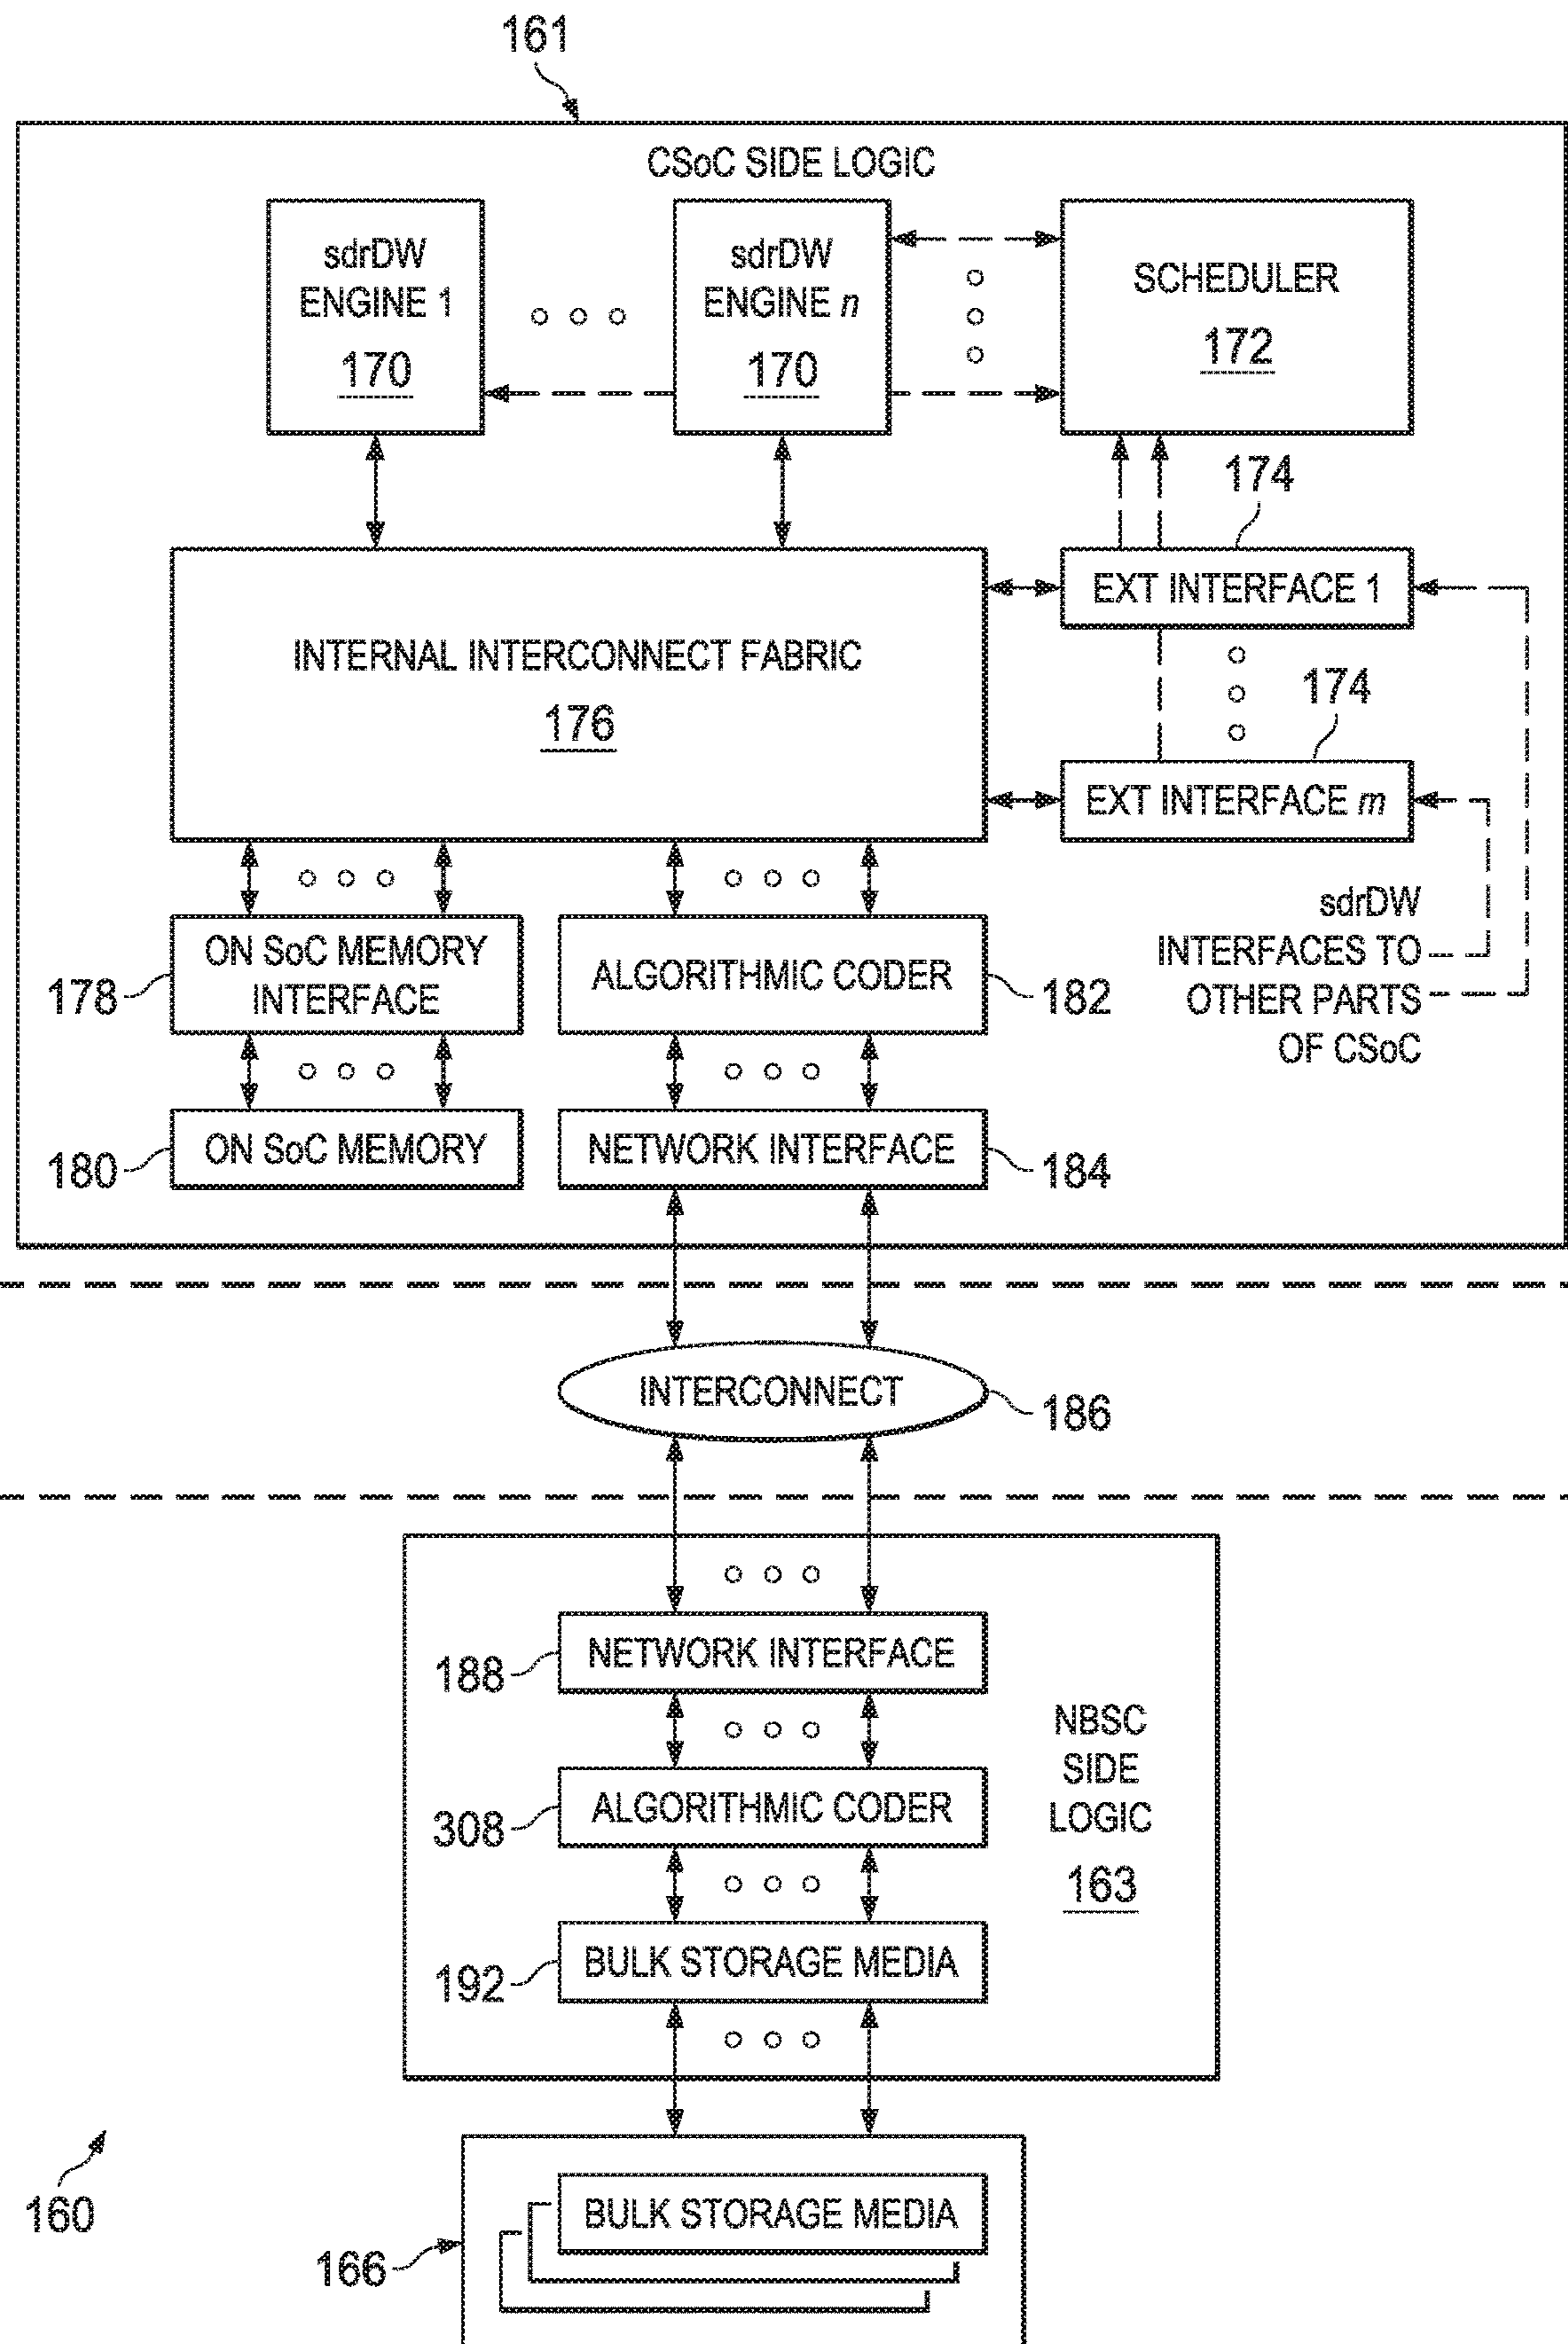 161
CSoC SIDE LOGIC
sdrDW
ENGINE 1
170
sdrDW
ENGINE n
170
SCHEDULER
172
174
EXT INTERFACE 1
INTERNAL INTERCONNECT FABRIC
176
174
EXT INTERFACE m
sdrDW
INTERFACES TO
OTHER PARTS
OF CSoC
ON SoC MEMORY
INTERFACE
178
ALGORITHMIC CODER
182
180
ON SoC MEMORY
NETWORK INTERFACE
184
INTERCONNECT
186
NETWORK INTERFACE
188
NBSC
SIDE
LOGIC
163
ALGORITHMIC CODER
308
BULK STORAGE MEDIA
192
160
BULK STORAGE MEDIA
166